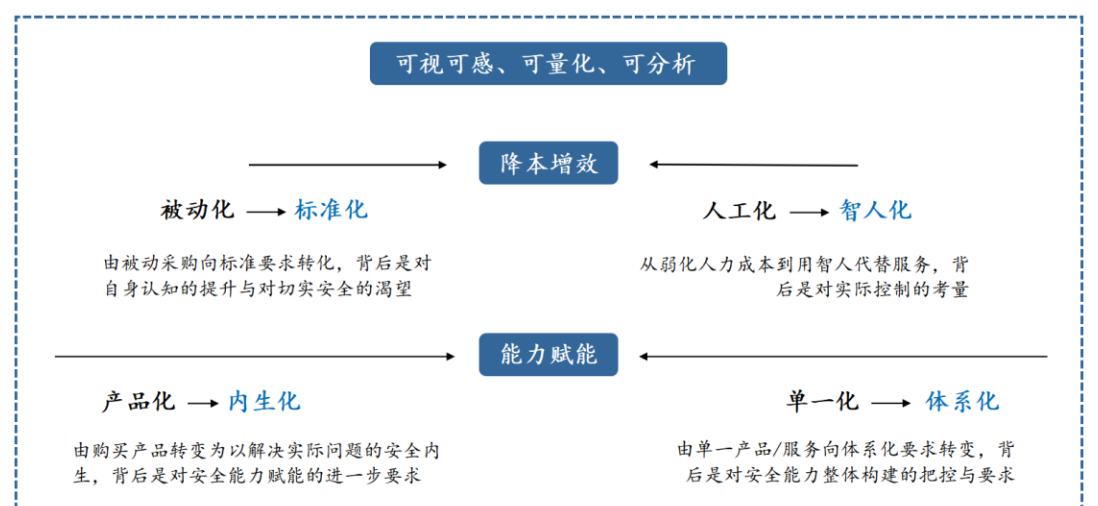 可视可感、可量化、可分析
降本增效
被动化 → 标准化
人工化 → 智人化
由被动采购向标准要求转化，背后是对
自身认知的提升与对切实安全的渴望
从弱化人力成本到用智人代替服务，背
后是对实际控制的考量
能力赋能
产品化 → 内生化
单一化 → 体系化
由购买产品转变为以解决实际问题的安全内
生，背后是对安全能力赋能的进一步要求
由单一产品/服务向体系化要求转变，背
后是对安全能力整体构建的把控与要求